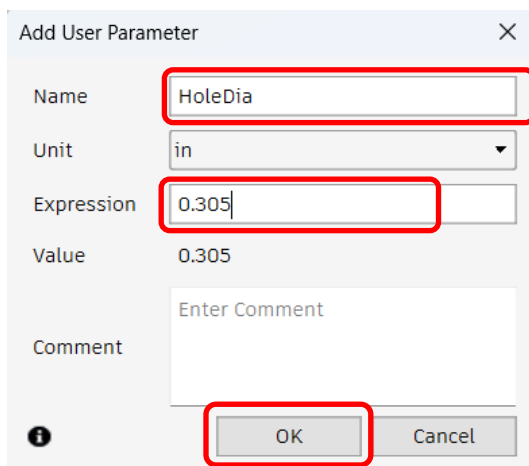 Add User Parameter
Name HoleDia
Unit in
Expression 0.305
Value 0.305
Enter Comment
Comment
OK Cancel